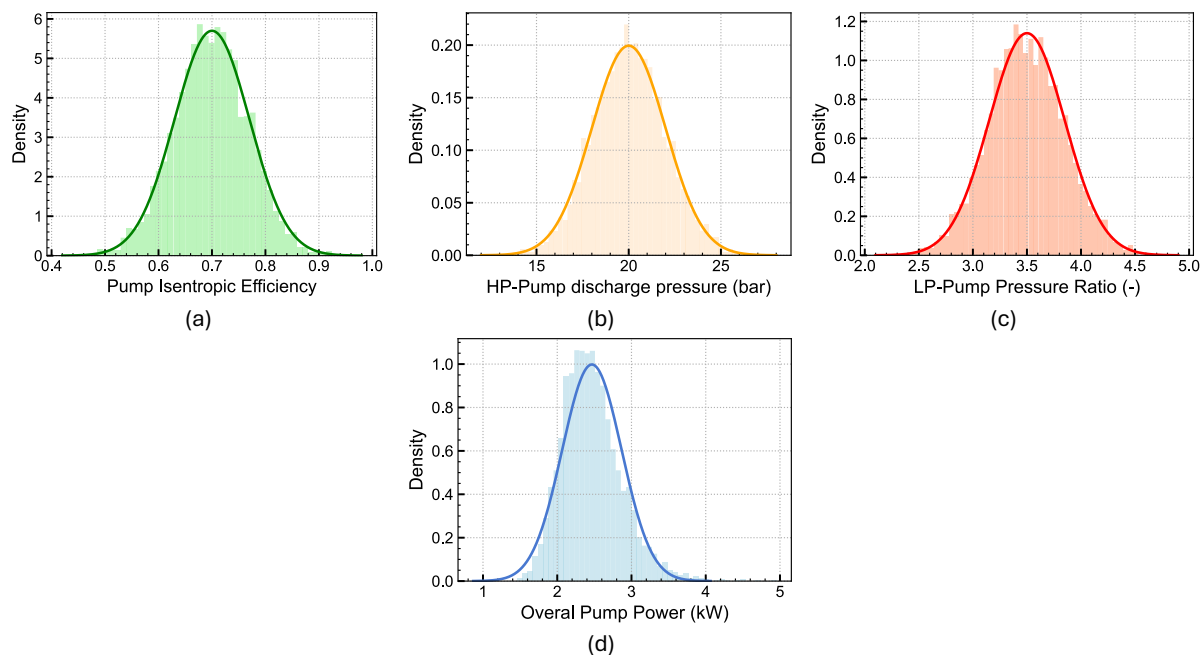 6
5
4
3
2
1
0
Density
0.4 0.5 0.6 0.7 0.8 0.9 1.0
Pump Isentropic Efficiency
(a)
0.20
0.15
0.10
0.05
0.00
Density
15 20 25
HP-Pump discharge pressure (bar)
(b)
1.2
1.0
0.8
0.6
0.4
0.2
0.0
Density
2.0 2.5 3.0 3.5 4.0 4.5 5.0
LP-Pump Pressure Ratio (-)
(c)
1.0
0.8
0.6
0.4
0.2
0.0
Density
1 2 3 4 5
Overal Pump Power (kW)
(d)